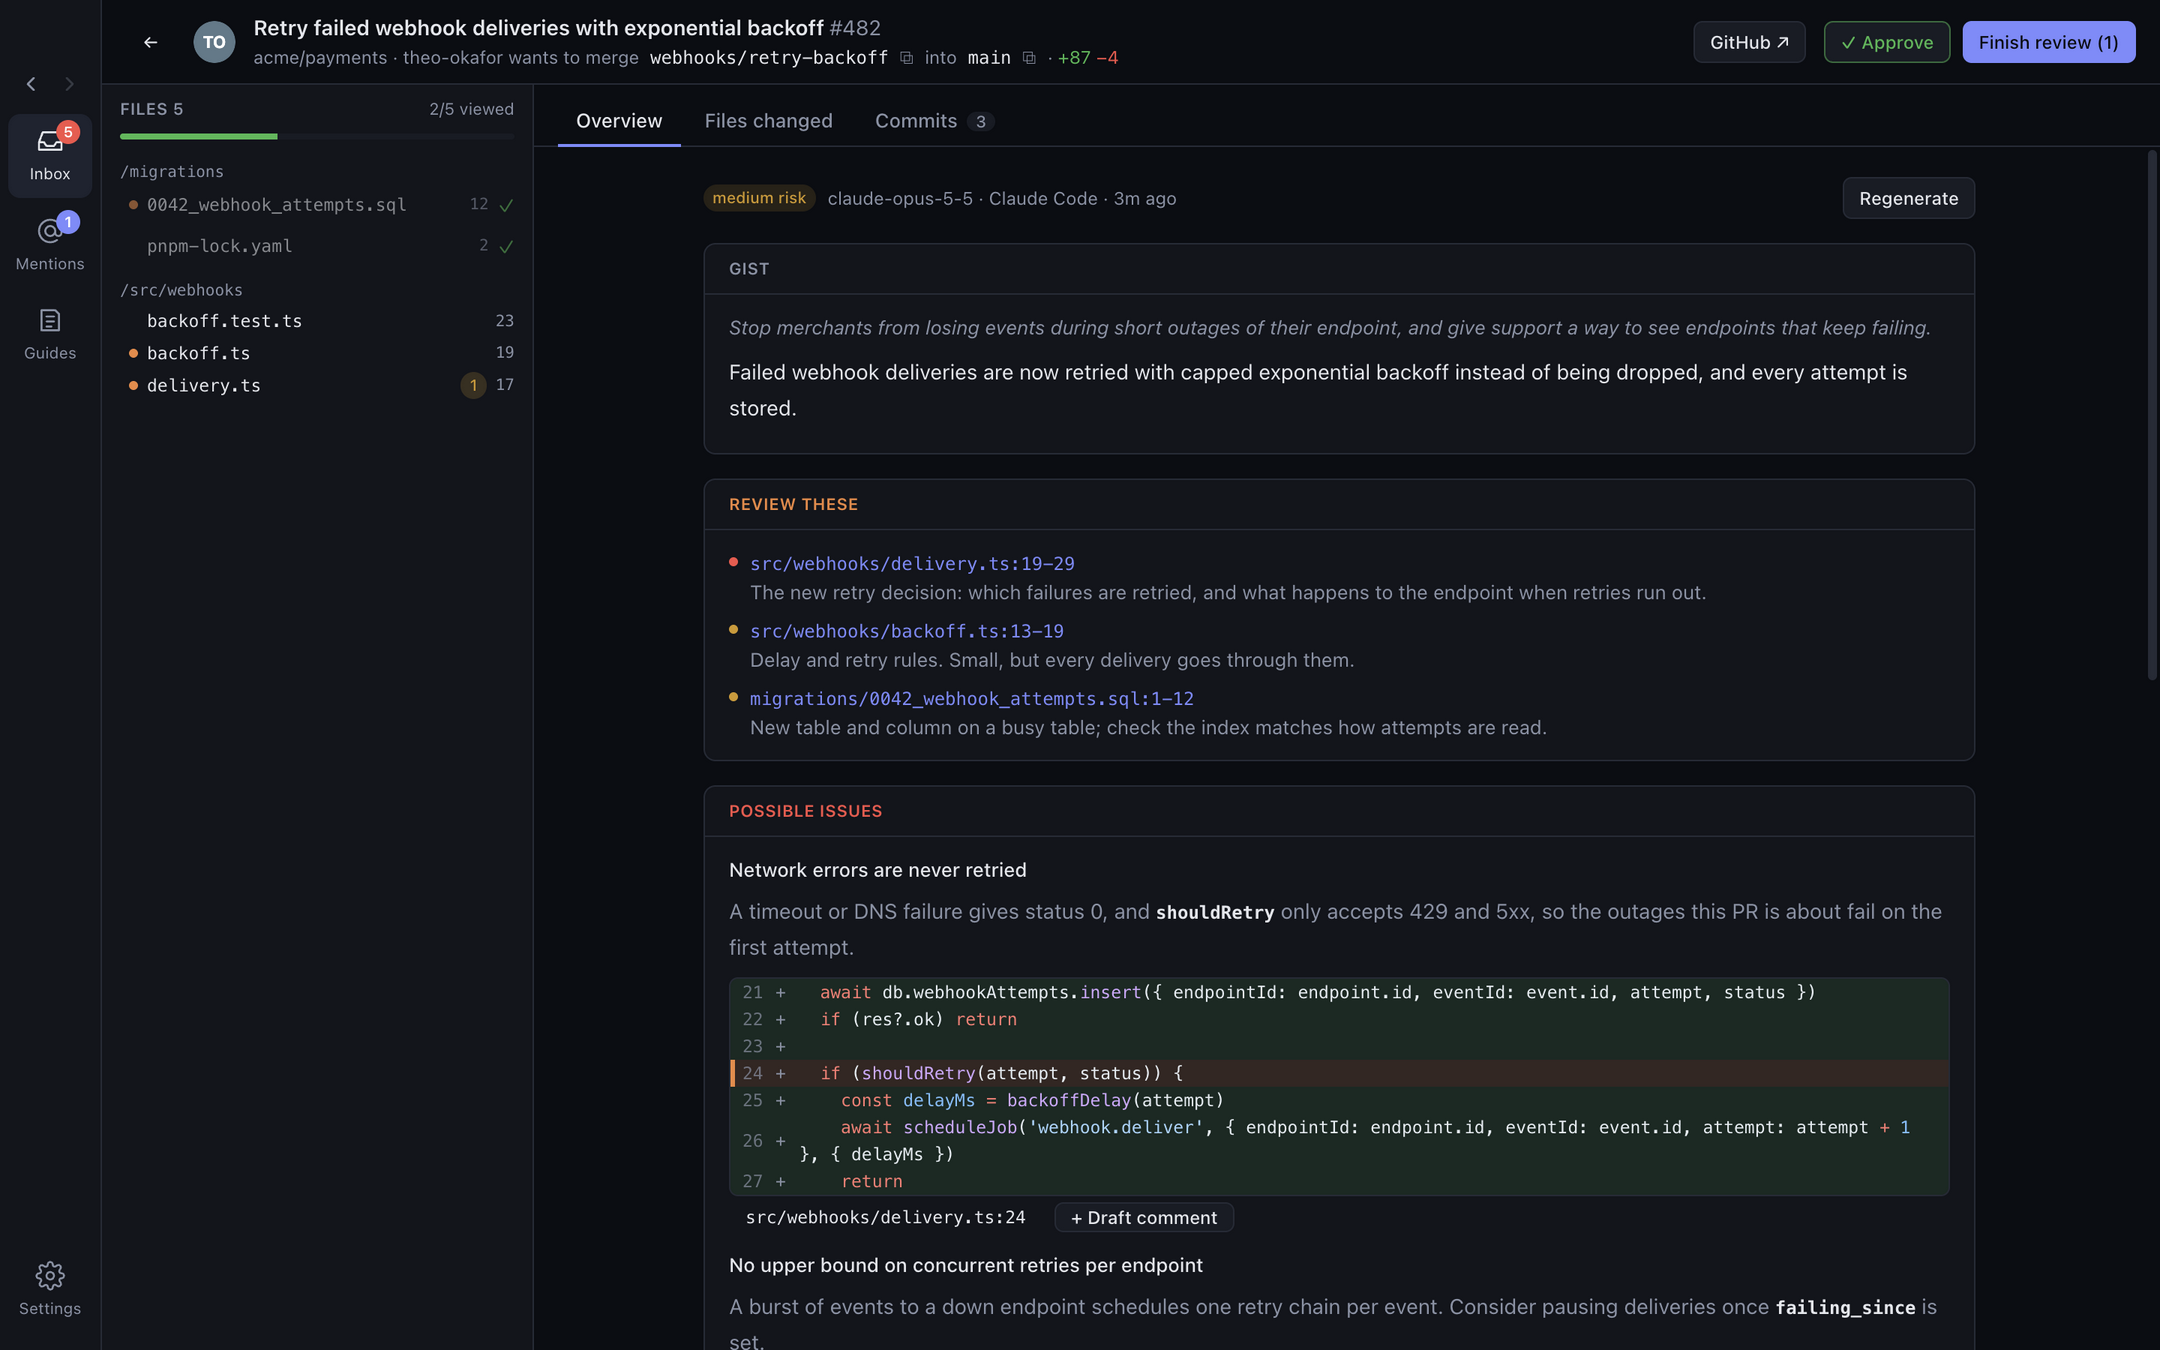 TO
Retry failed webhook deliveries with exponential backoff #482
acme/payments · theo-okafor wants to merge webhooks/retry-backoff into main · +87 −4
GitHub ↗
✓ Approve
Finish review (1)
5
Inbox
1
Mentions
Guides
Settings
FILES 5
2/5 viewed
/migrations
0042_webhook_attempts.sql 12 ✓
pnpm-lock.yaml 2 ✓
/src/webhooks
backoff.test.ts 23
backoff.ts 19
delivery.ts 1 17
Overview
Files changed
Commits 3
medium risk claude-opus-5-5 · Claude Code · 3m ago
Regenerate
GIST
Stop merchants from losing events during short outages of their endpoint, and give support a way to see endpoints that keep failing.
Failed webhook deliveries are now retried with capped exponential backoff instead of being dropped, and every attempt is
stored.
REVIEW THESE
src/webhooks/delivery.ts:19–29
The new retry decision: which failures are retried, and what happens to the endpoint when retries run out.
src/webhooks/backoff.ts:13–19
Delay and retry rules. Small, but every delivery goes through them.
migrations/0042_webhook_attempts.sql:1–12
New table and column on a busy table; check the index matches how attempts are read.
POSSIBLE ISSUES
Network errors are never retried
A timeout or DNS failure gives status 0, and shouldRetry only accepts 429 and 5xx, so the outages this PR is about fail on the
first attempt.
21 + await db.webhookAttempts.insert({ endpointId: endpoint.id, eventId: event.id, attempt, status })
22 + if (res?.ok) return
23 +
24 + if (shouldRetry(attempt, status)) {
25 + const delayMs = backoffDelay(attempt)
26 + await scheduleJob('webhook.deliver', { endpointId: endpoint.id, eventId: event.id, attempt: attempt + 1
}, { delayMs })
27 + return
src/webhooks/delivery.ts:24
+ Draft comment
No upper bound on concurrent retries per endpoint
A burst of events to a down endpoint schedules one retry chain per event. Consider pausing deliveries once failing_since is
set.